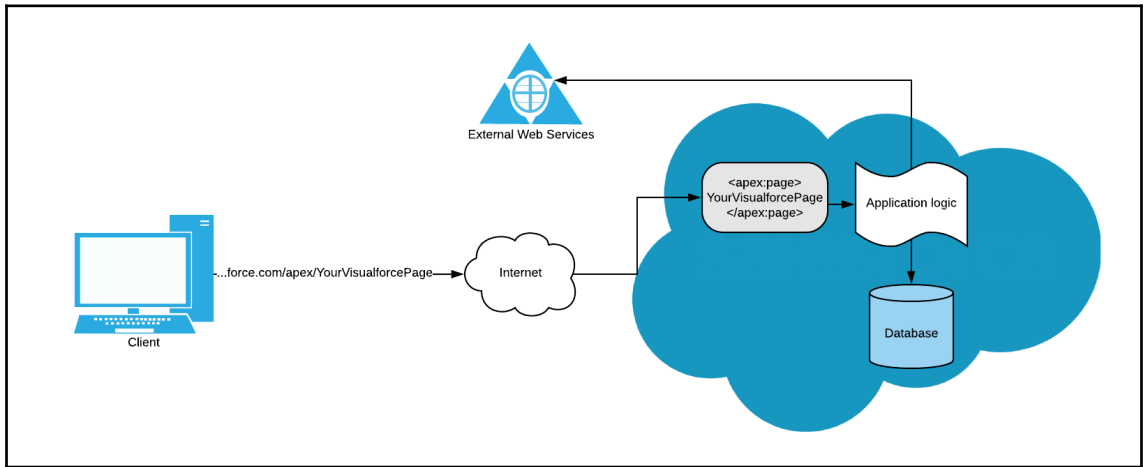 External Web Services
<apex:page>
YourVisualforcePage
</apex:page>
Application logic
...force.com/apex/YourVisualforcePage
Internet
Database
Client